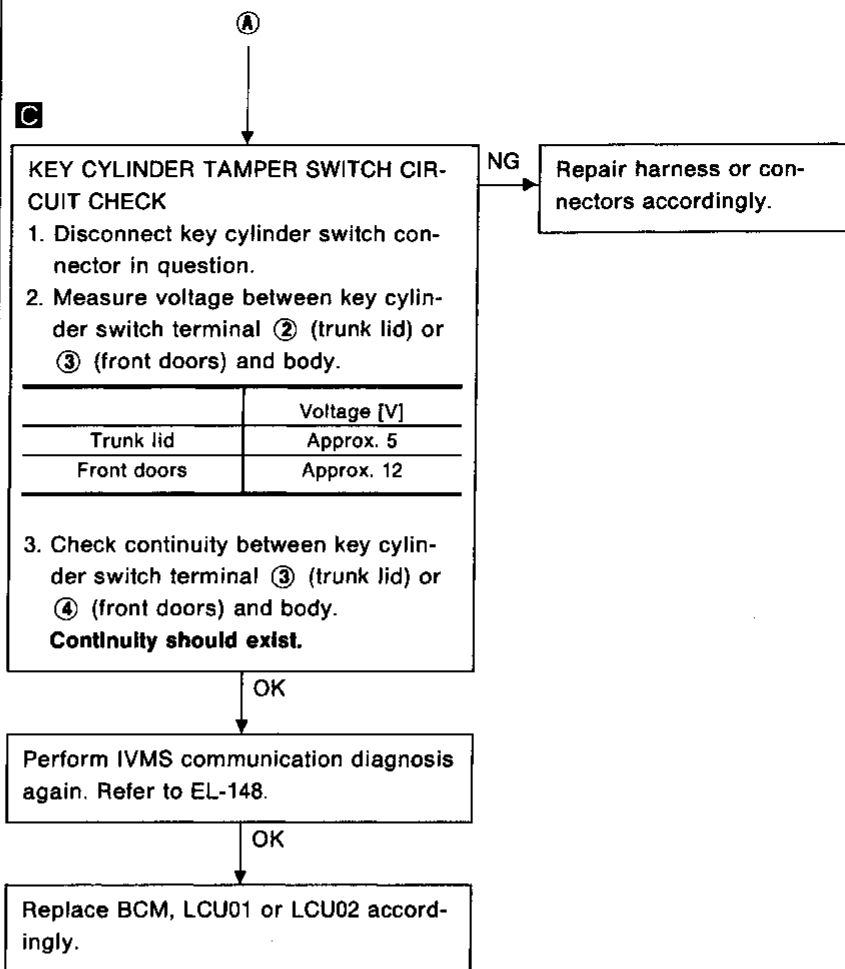 Ⓐ
C
KEY CYLINDER TAMPER SWITCH CIR-
CUIT CHECK
1. Disconnect key cylinder switch con-
nector in question.
2. Measure voltage between key cylin-
der switch terminal ② (trunk lid) or
③ (front doors) and body.
Voltage [V]
Trunk lid Approx. 5
Front doors Approx. 12
3. Check continuity between key cylin-
der switch terminal ③ (trunk lid) or
④ (front doors) and body.
Continuity should exist.
NG
Repair harness or con-
nectors accordingly.
OK
Perform IVMS communication diagnosis
again. Refer to EL-148.
OK
Replace BCM, LCU01 or LCU02 accord-
ingly.